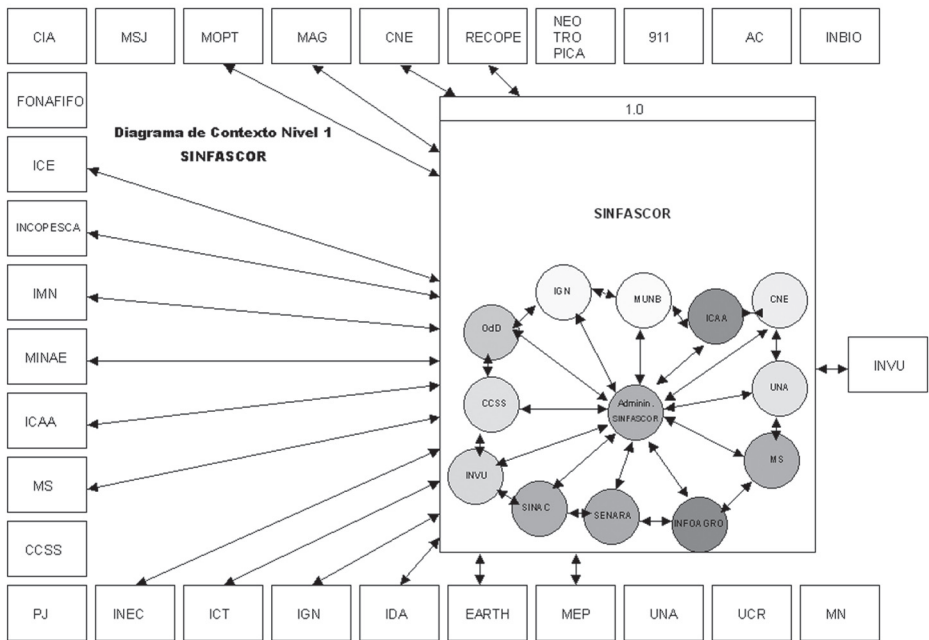 CIA
MSJ
MOPT
MAG
CNE
RECOPE
NEO
TRO
PICA
911
AC
INBIO
FONAFIFO
1.0
Diagrama de Contexto Nivel 1
SINFASCOR
ICE
INCOPESCA
IMN
MINAE
ICAA
MS
CCSS
SINFASCOR
IGN
MUNB
ICAA
CNE
OdD
UNA
CCSS
Adminin.
SINFASCOR
MS
INVU
SINAC
SENARA
INFOAGRO
INVU
PJ
INEC
ICT
IGN
IDA
EARTH
MEP
UNA
UCR
MN